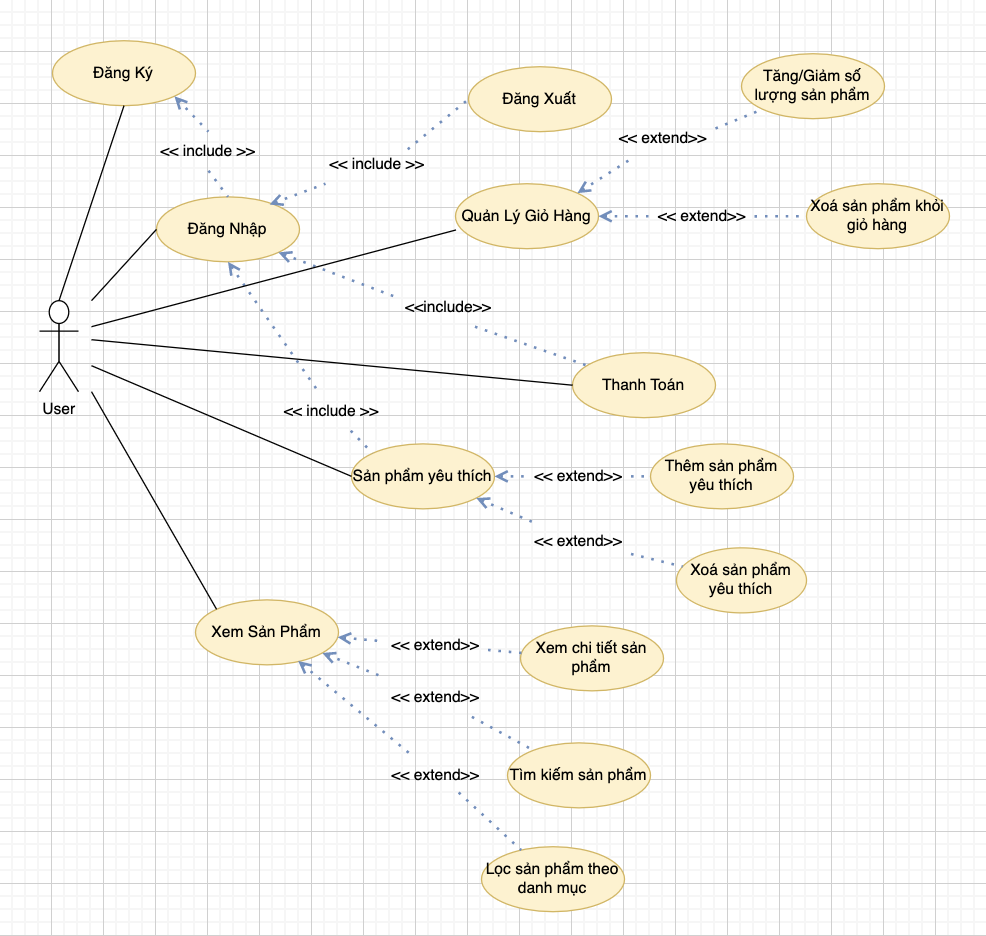 Đăng Ký
Đăng Xuất
Tăng/Giảm số
lượng sản phẩm
<< extend>>
<< include >>
<< include >>
Đăng Nhập
Quản Lý Giỏ Hàng
<< extend>>
Xoá sản phẩm khỏi
giỏ hàng
<<include>>
Thanh Toán
User
<< include >>
Sản phẩm yêu thích
<< extend>>
Thêm sản phẩm
yêu thích
<< extend>>
Xoá sản phẩm
yêu thích
Xem Sản Phẩm
<< extend>>
Xem chi tiết sản
phẩm
<< extend>>
<< extend>>
Tìm kiếm sản phẩm
Lọc sản phẩm theo
danh mục